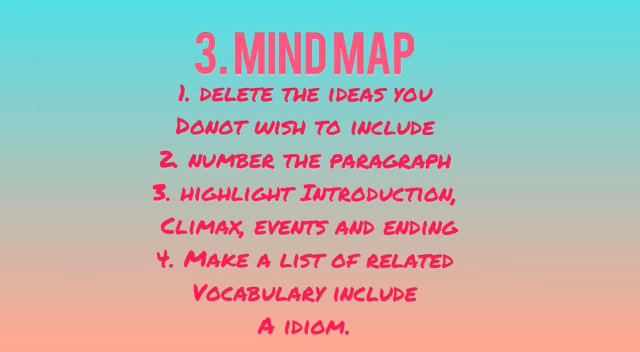 3. MIND MAP
1. DELETE THE IDEAS YOU
DONOT WISH TO INCLUDE
2. NUMBER THE PARAGRAPH
3. HIGHLIGHT INTRODUCTION,
CLIMAX, EVENTS AND ENDING
4. MAKE A LIST OF RELATED
VOCABULARY INCLUDE
A IDIOM.